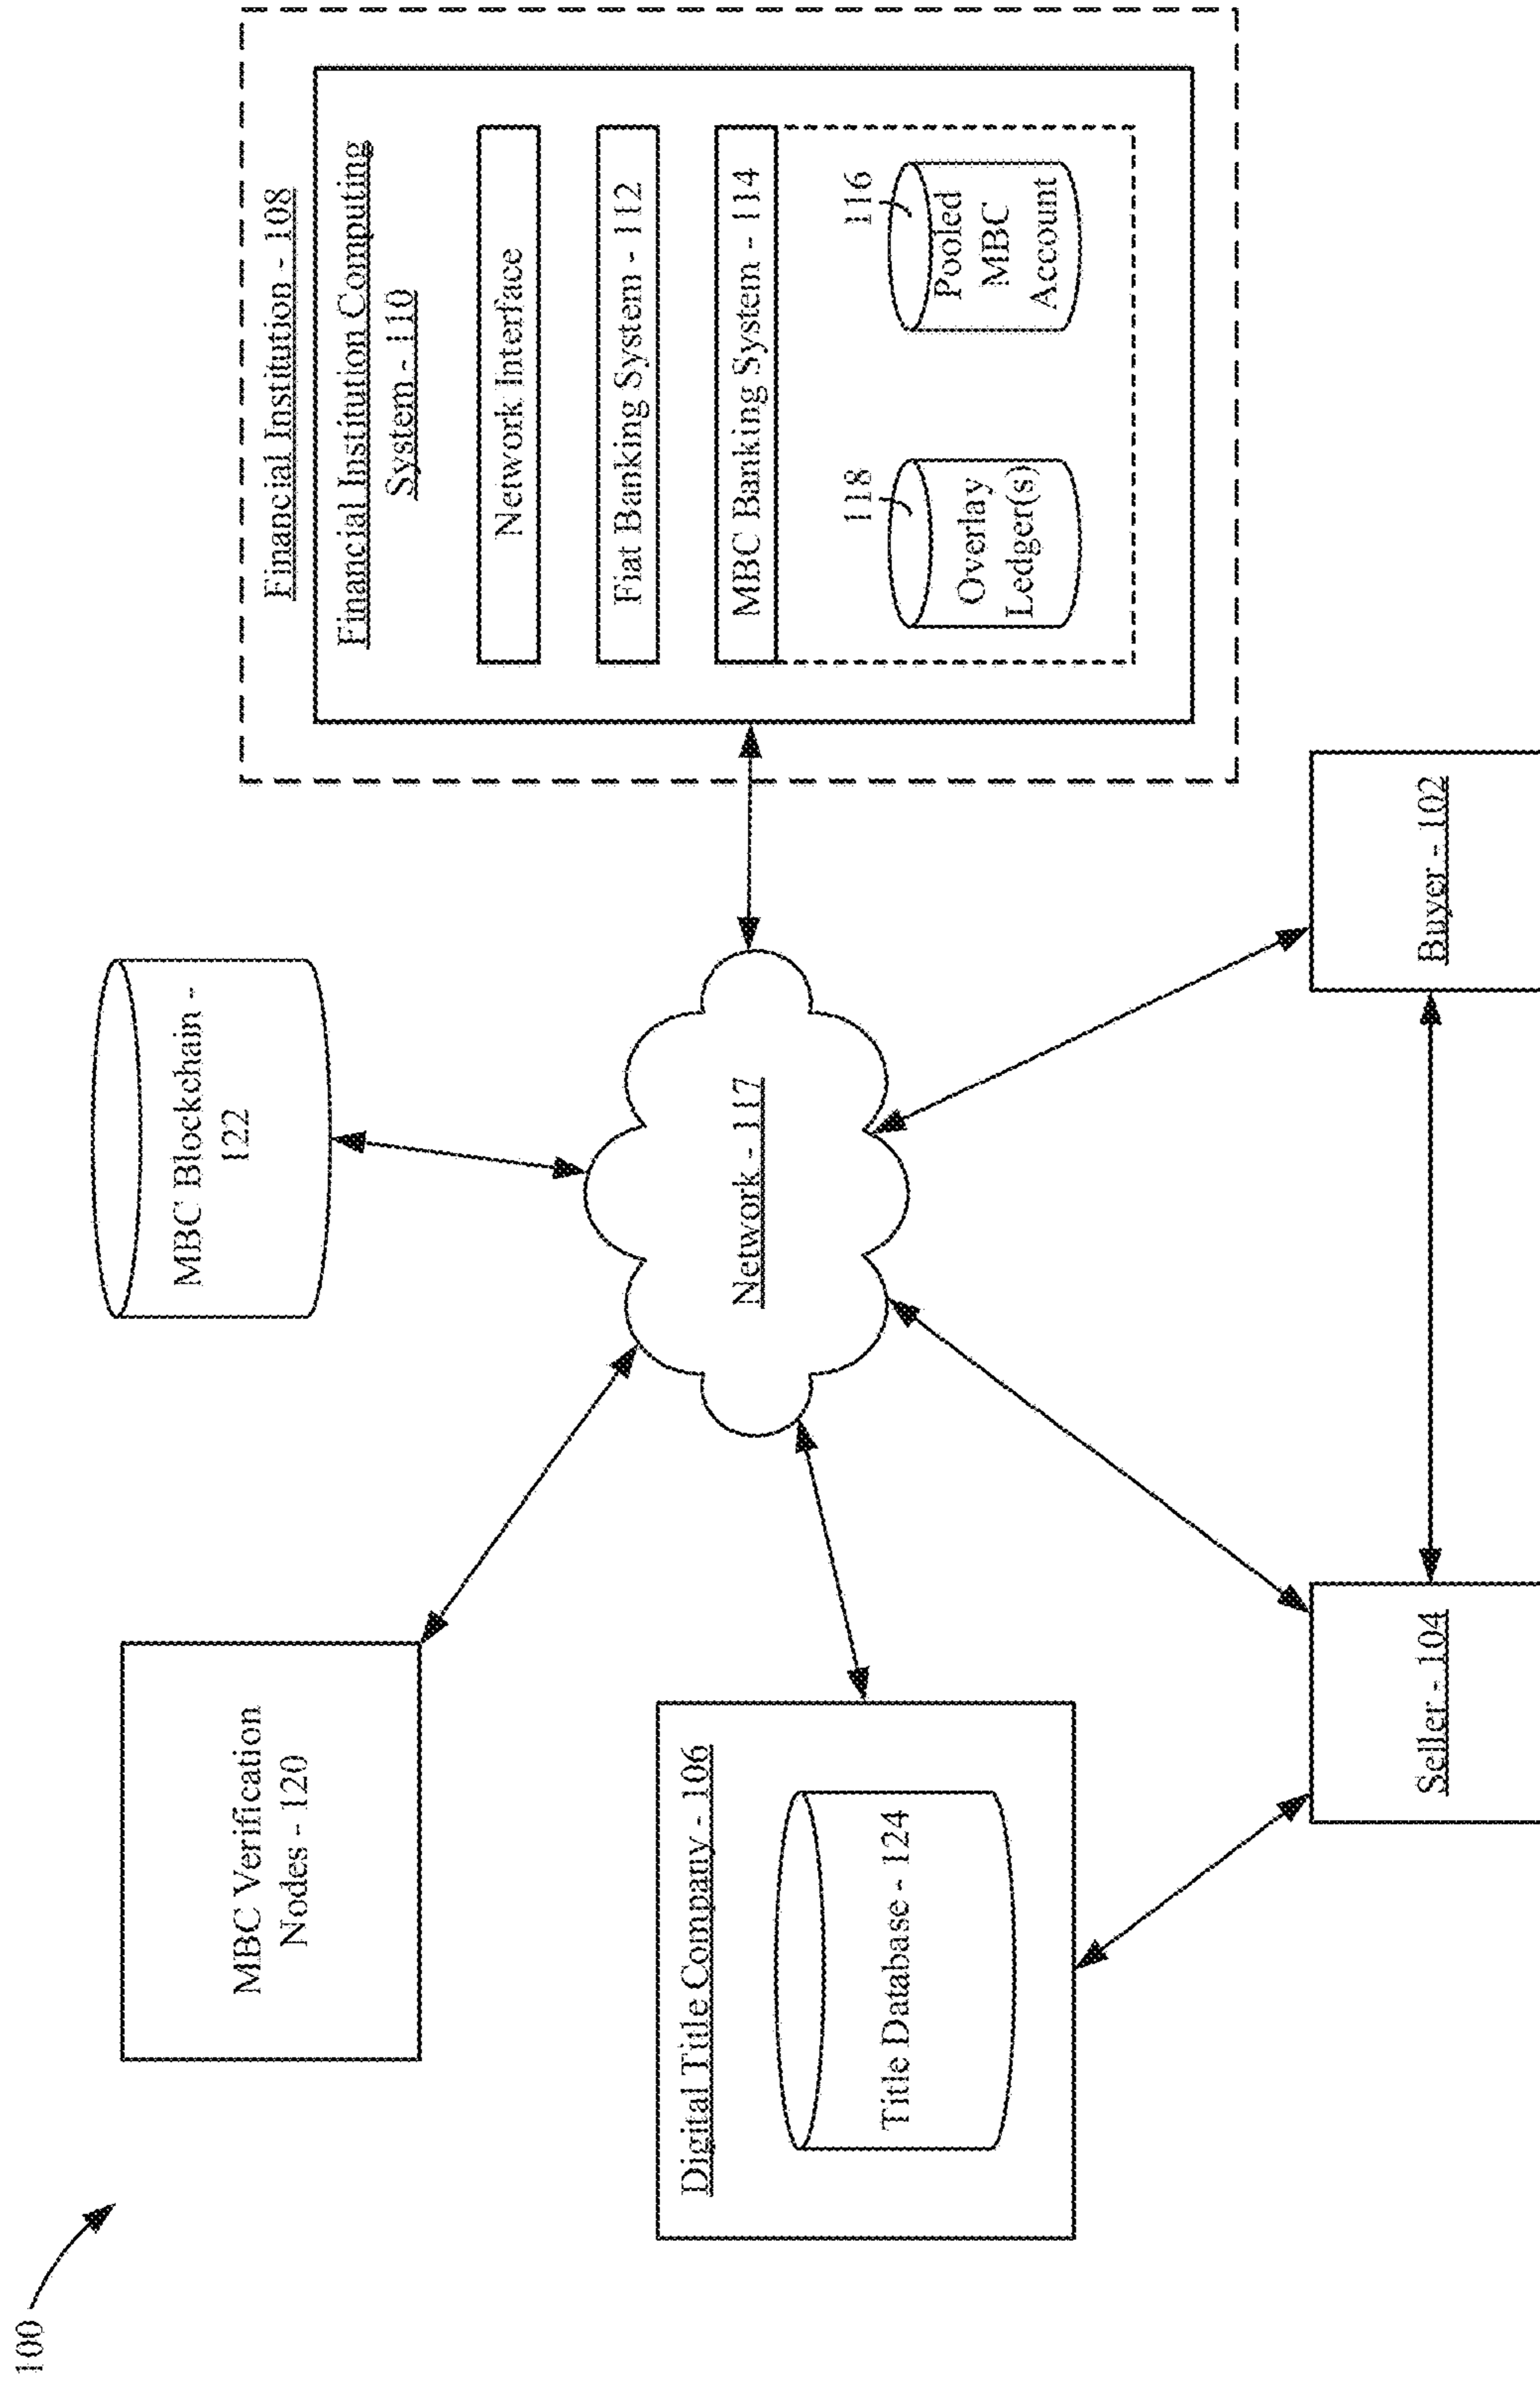 100
MBC Verification
Nodes - 120
MBC Blockchain -
122
Financial Institution - 108
Financial Institution Computing
System - 110
Network Interface
Fiat Banking System - 112
MBC Banking System - 114
118
Overlay
Ledger(s)
116
Pooled
MBC
Account
Network - 117
Digital Title Company - 106
Title Database - 124
Seller - 104
Buyer - 102